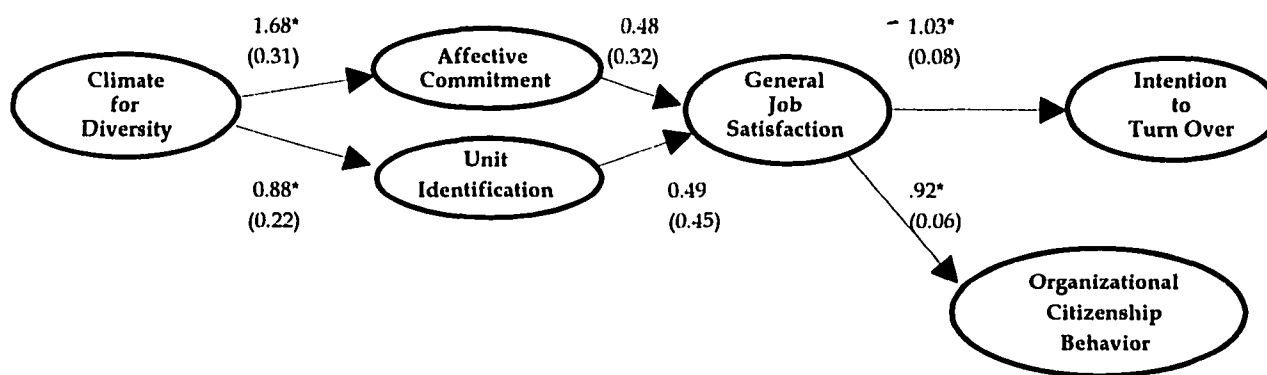 1.68*
(0.31)
0.48
(0.32)
- 1.03*
(0.08)
Climate
for
Diversity
Affective
Commitment
General
Job
Satisfaction
Intention
to
Turn Over
Unit
Identification
0.88*
(0.22)
0.49
(0.45)
.92*
(0.06)
Organizational
Citizenship
Behavior